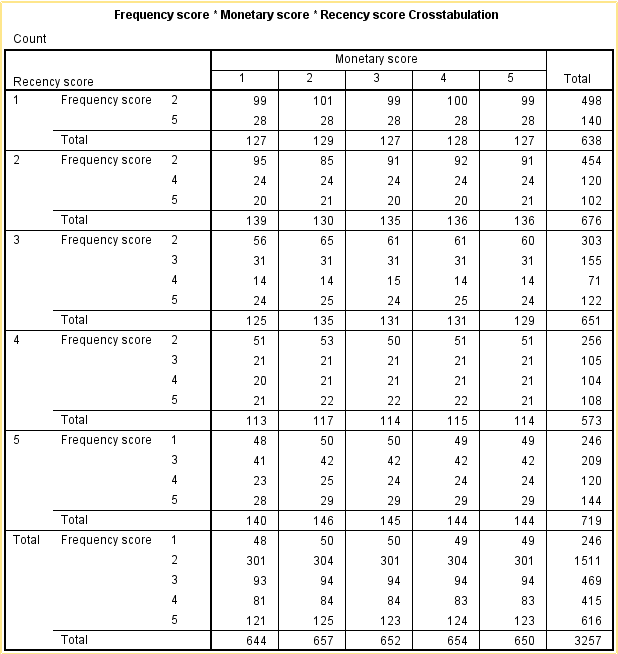 Frequency score * Monetary score * Recency score Crosstabulation
Count
Monetary score
Recency score 1 2 3 4 5 Total
1 Frequency score 2 99 101 99 100 99 498
5 28 28 28 28 28 140
Total 127 129 127 128 127 638
2 Frequency score 2 95 85 91 92 91 454
4 24 24 24 24 24 120
5 20 21 20 20 21 102
Total 139 130 135 136 136 676
3 Frequency score 2 56 65 61 61 60 303
3 31 31 31 31 31 155
4 14 14 15 14 14 71
5 24 25 24 25 24 122
Total 125 135 131 131 129 651
4 Frequency score 2 51 53 50 51 51 256
3 21 21 21 21 21 105
4 20 21 21 21 21 104
5 21 22 22 22 21 108
Total 113 117 114 115 114 573
5 Frequency score 1 48 50 50 49 49 246
3 41 42 42 42 42 209
4 23 25 24 24 24 120
5 28 29 29 29 29 144
Total 140 146 145 144 144 719
Total Frequency score 1 48 50 50 49 49 246
2 301 304 301 304 301 1511
3 93 94 94 94 94 469
4 81 84 84 83 83 415
5 121 125 123 124 123 616
Total 644 657 652 654 650 3257